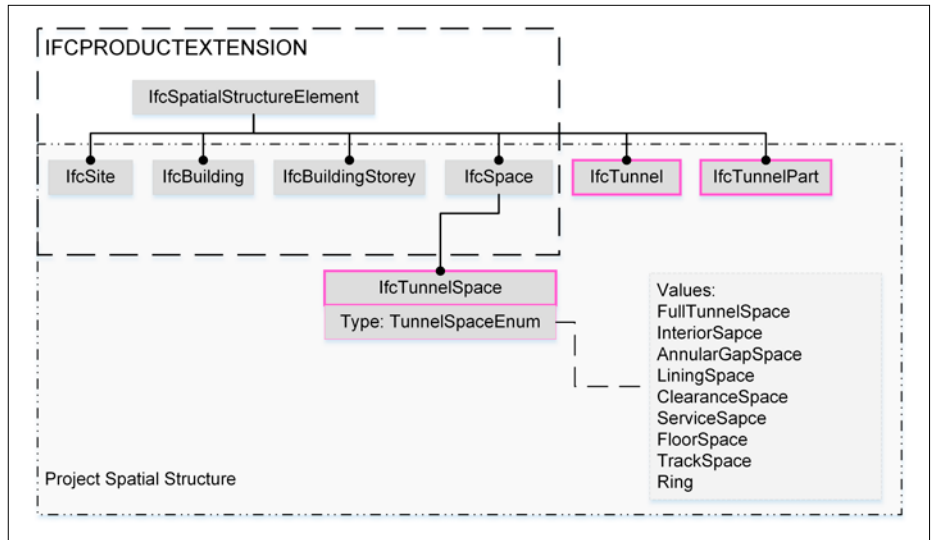 IFCPRODUCTEXTENSION
IfcSpatialStructureElement
IfcSite
IfcBuilding
IfcBuildingStorey
IfcSpace
IfcTunnel
IfcTunnelPart
IfcTunnelSpace
Type: TunnelSpaceEnum
Values:
FullTunnelSpace
InteriorSapce
AnnularGapSpace
LiningSpace
ClearanceSpace
ServiceSapce
FloorSpace
TrackSpace
Ring
Project Spatial Structure